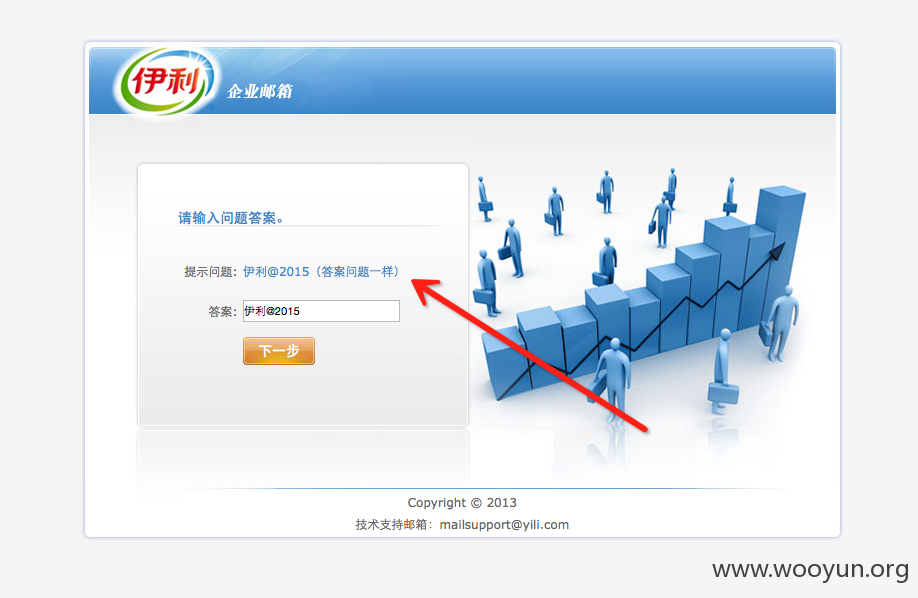 伊利 企业邮箱
请输入问题答案。
提示问题：伊利@2015（答案问题一样）
答案：伊利@2015
下一步
Copyright © 2013
技术支持邮箱：mailsupport@yili.com
www.wooyun.org